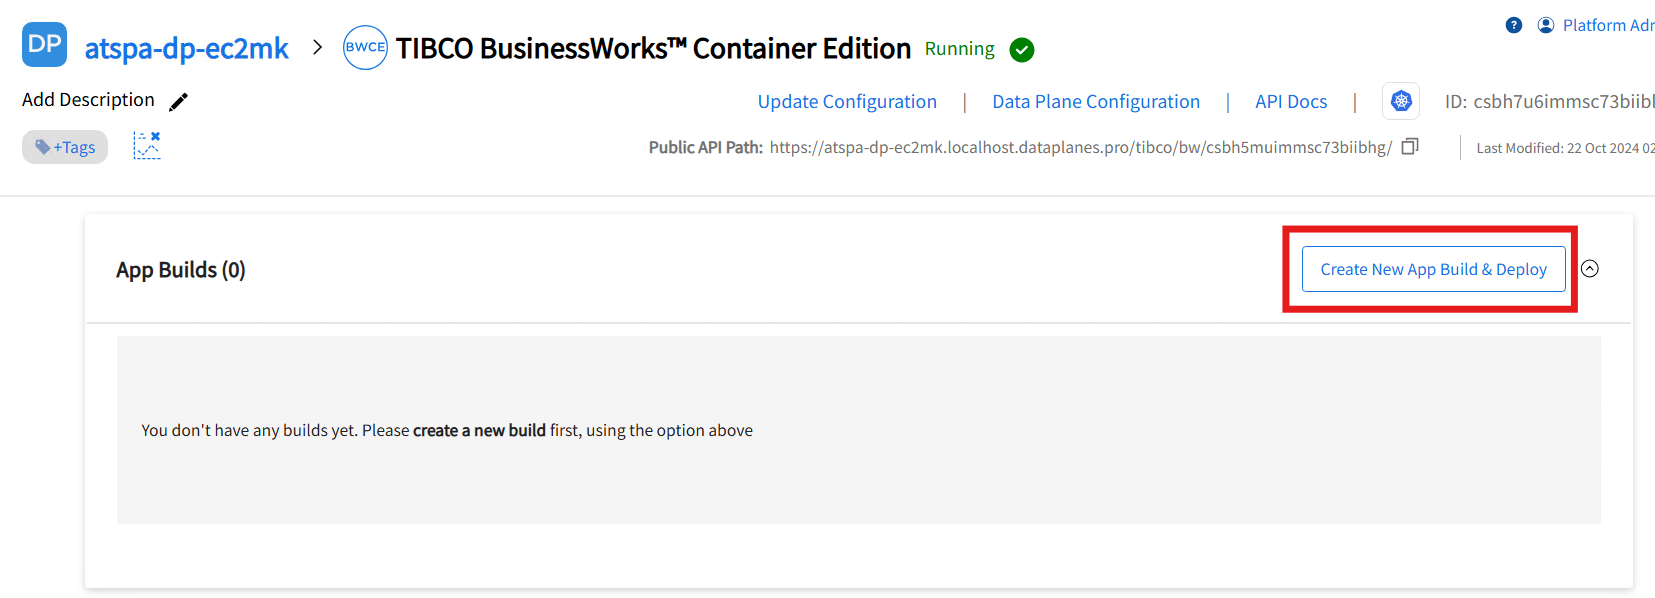 Platform Adr
DP atspa-dp-ec2mk > BWCE TIBCO BusinessWorks™ Container Edition Running
Add Description
Update Configuration | Data Plane Configuration | API Docs | ID: csbh7u6immsc73biibl
+Tags
Public API Path: https://atspa-dp-ec2mk.localhost.dataplanes.pro/tibco/bw/csbh5muimmsc73biibhg/ | Last Modified: 22 Oct 2024 02
App Builds (0)
Create New App Build & Deploy
You don't have any builds yet. Please create a new build first, using the option above